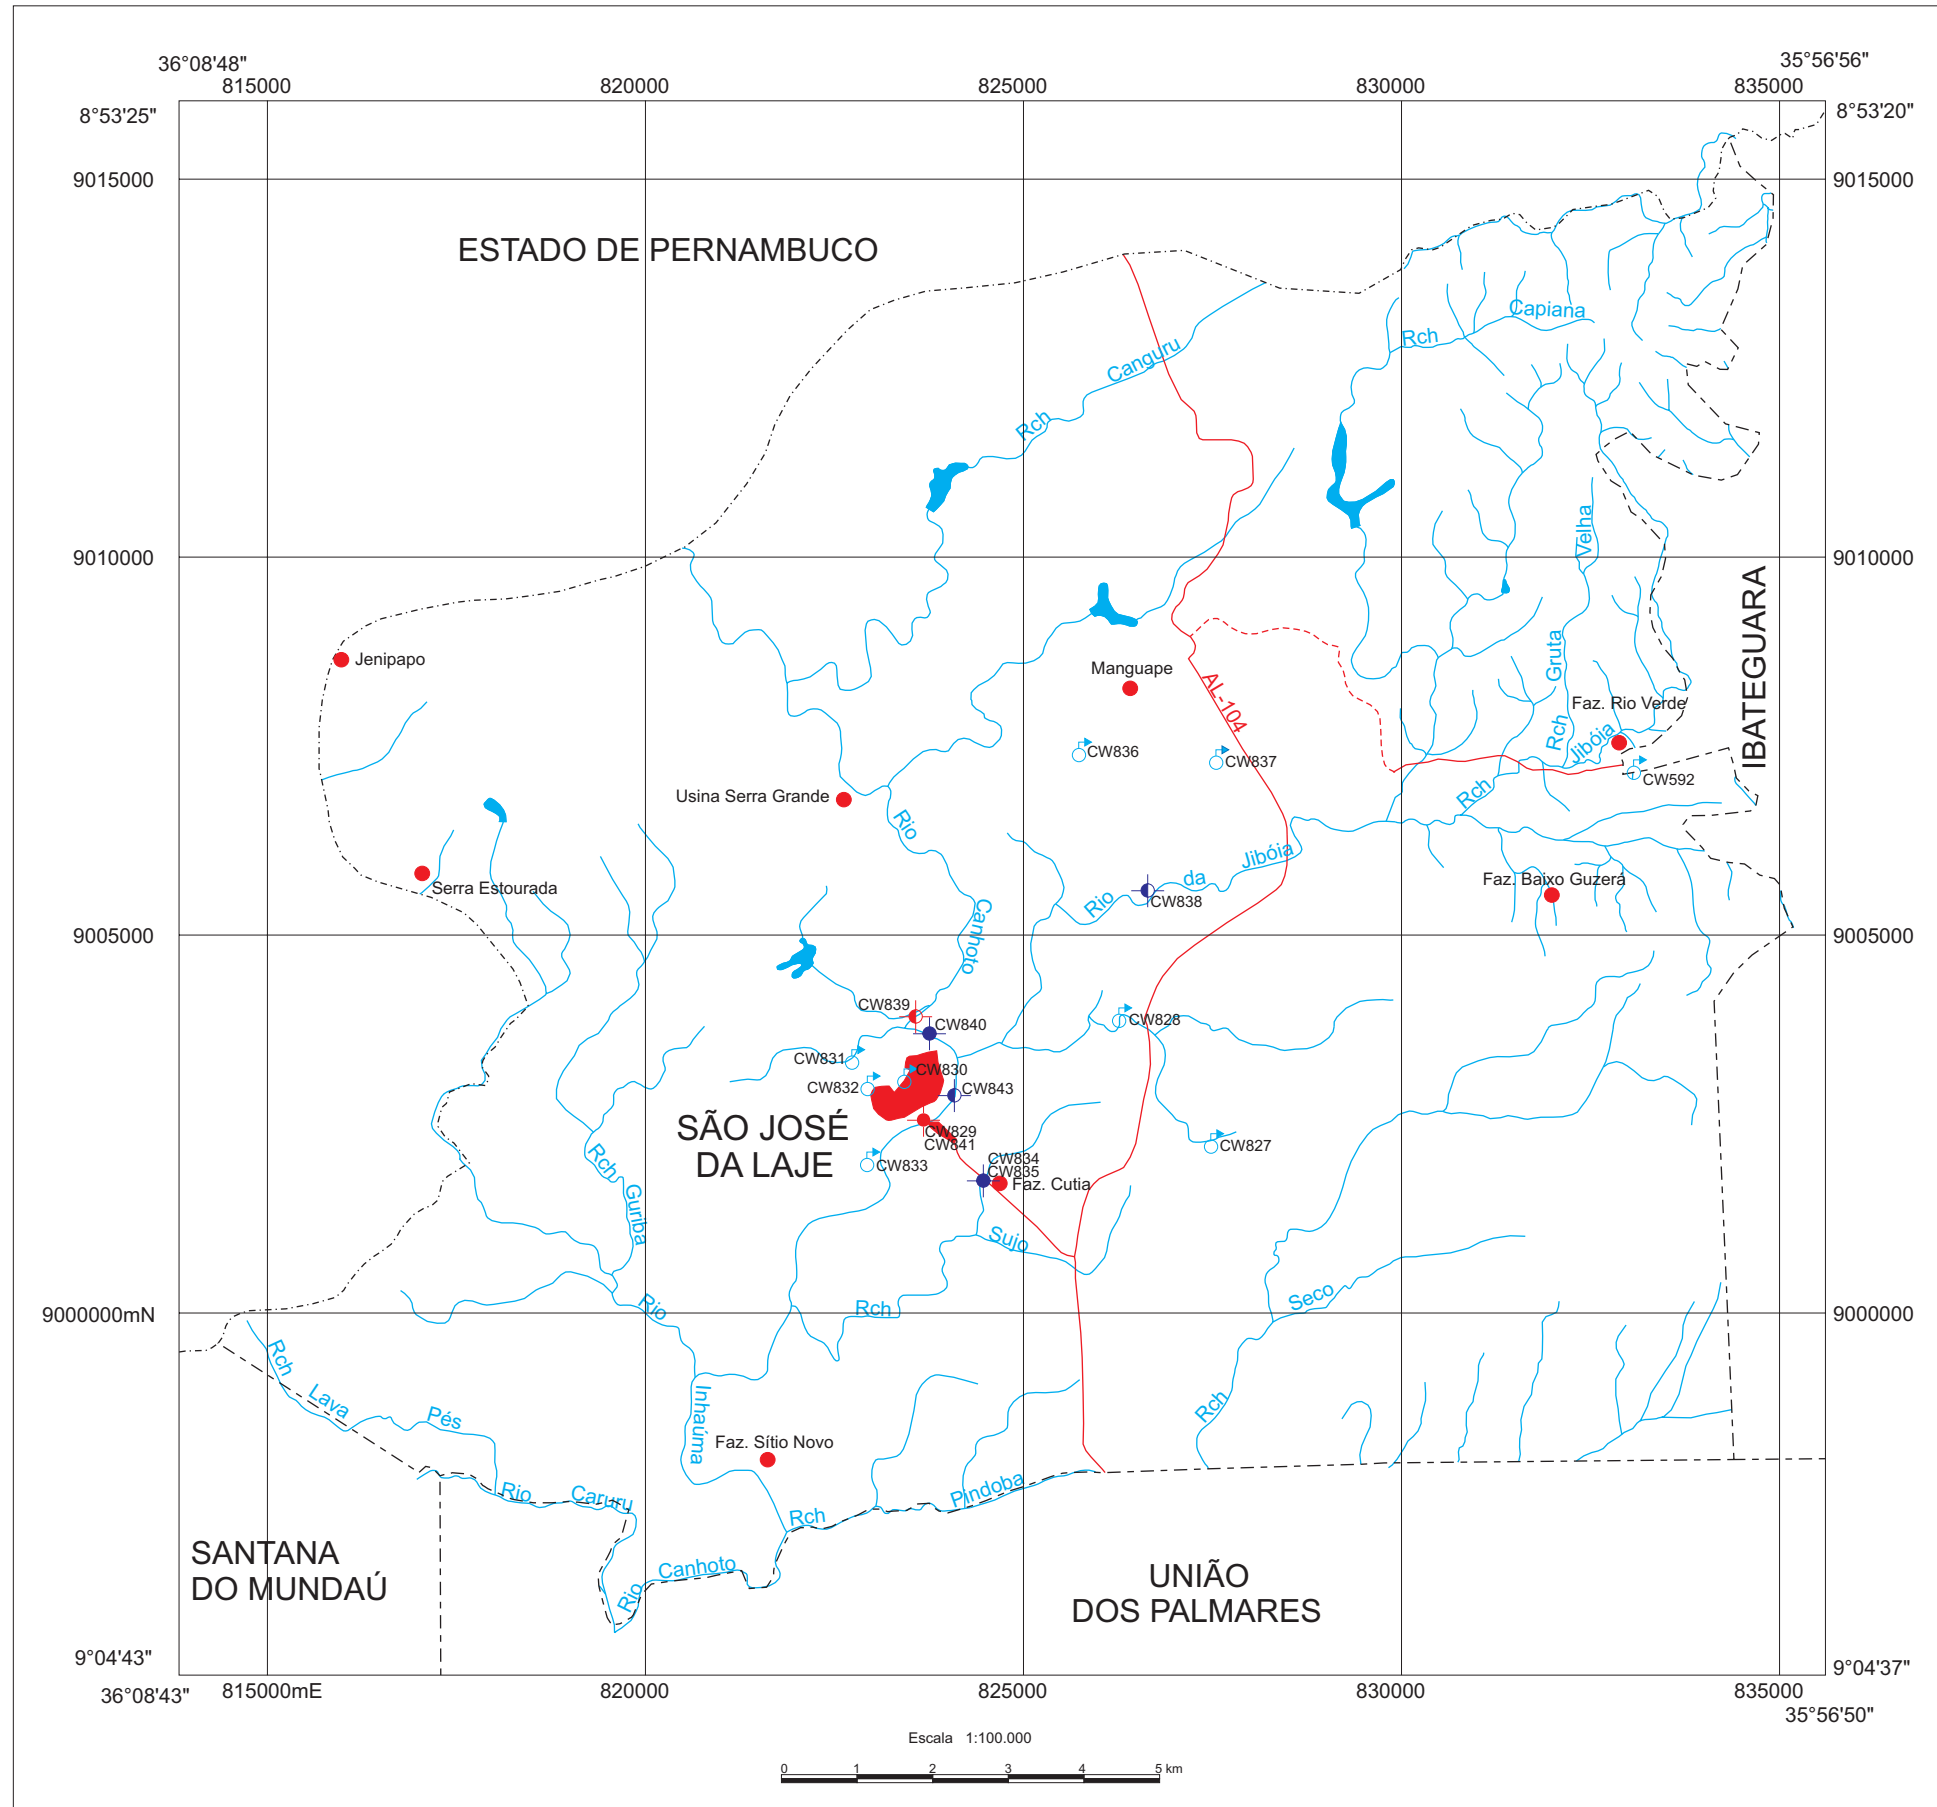 36°08'48"
35°56'56"
815000
820000
825000
830000
835000
8°53'25"
8°53'20"
9015000
9015000
ESTADO DE PERNAMBUCO
Capiana
Rch
Canguru
Rch
Velha
9010000
9010000
IBATEGUARA
Gruta
Jenipapo
Manguape
AL-104
Faz. Rio Verde
Rch
Jibóia
CW836
CW837
CW592
Usina Serra Grande
Rch
Rio
Jibóia
da
Rio
Serra Estourada
Faz. Baixo Guzerá
CW838
Canhoto
9005000
9005000
CW839
CW840
CW828
CW831
CW830
CW832
CW843
SÃO JOSÉ
DA LAJE
CW829
CW841
CW827
CW834
CW835
CW833
Faz. Cutia
Rch
Guriba
Sujo
Rch
Seco
Rch
Rio
Inhaúma
9000000mN
9000000
Rch
Lava
Pés
Faz. Sítio Novo
Rio
Caruru
Rch
Pindoba
Rio
Canhoto
SANTANA
DO MUNDAÚ
UNIÃO
DOS PALMARES
9°04'43"
9°04'37"
36°08'43"
815000mE
820000
825000
830000
835000
35°56'50"
Escala 1:100.000
0 1 2 3 4 5 km